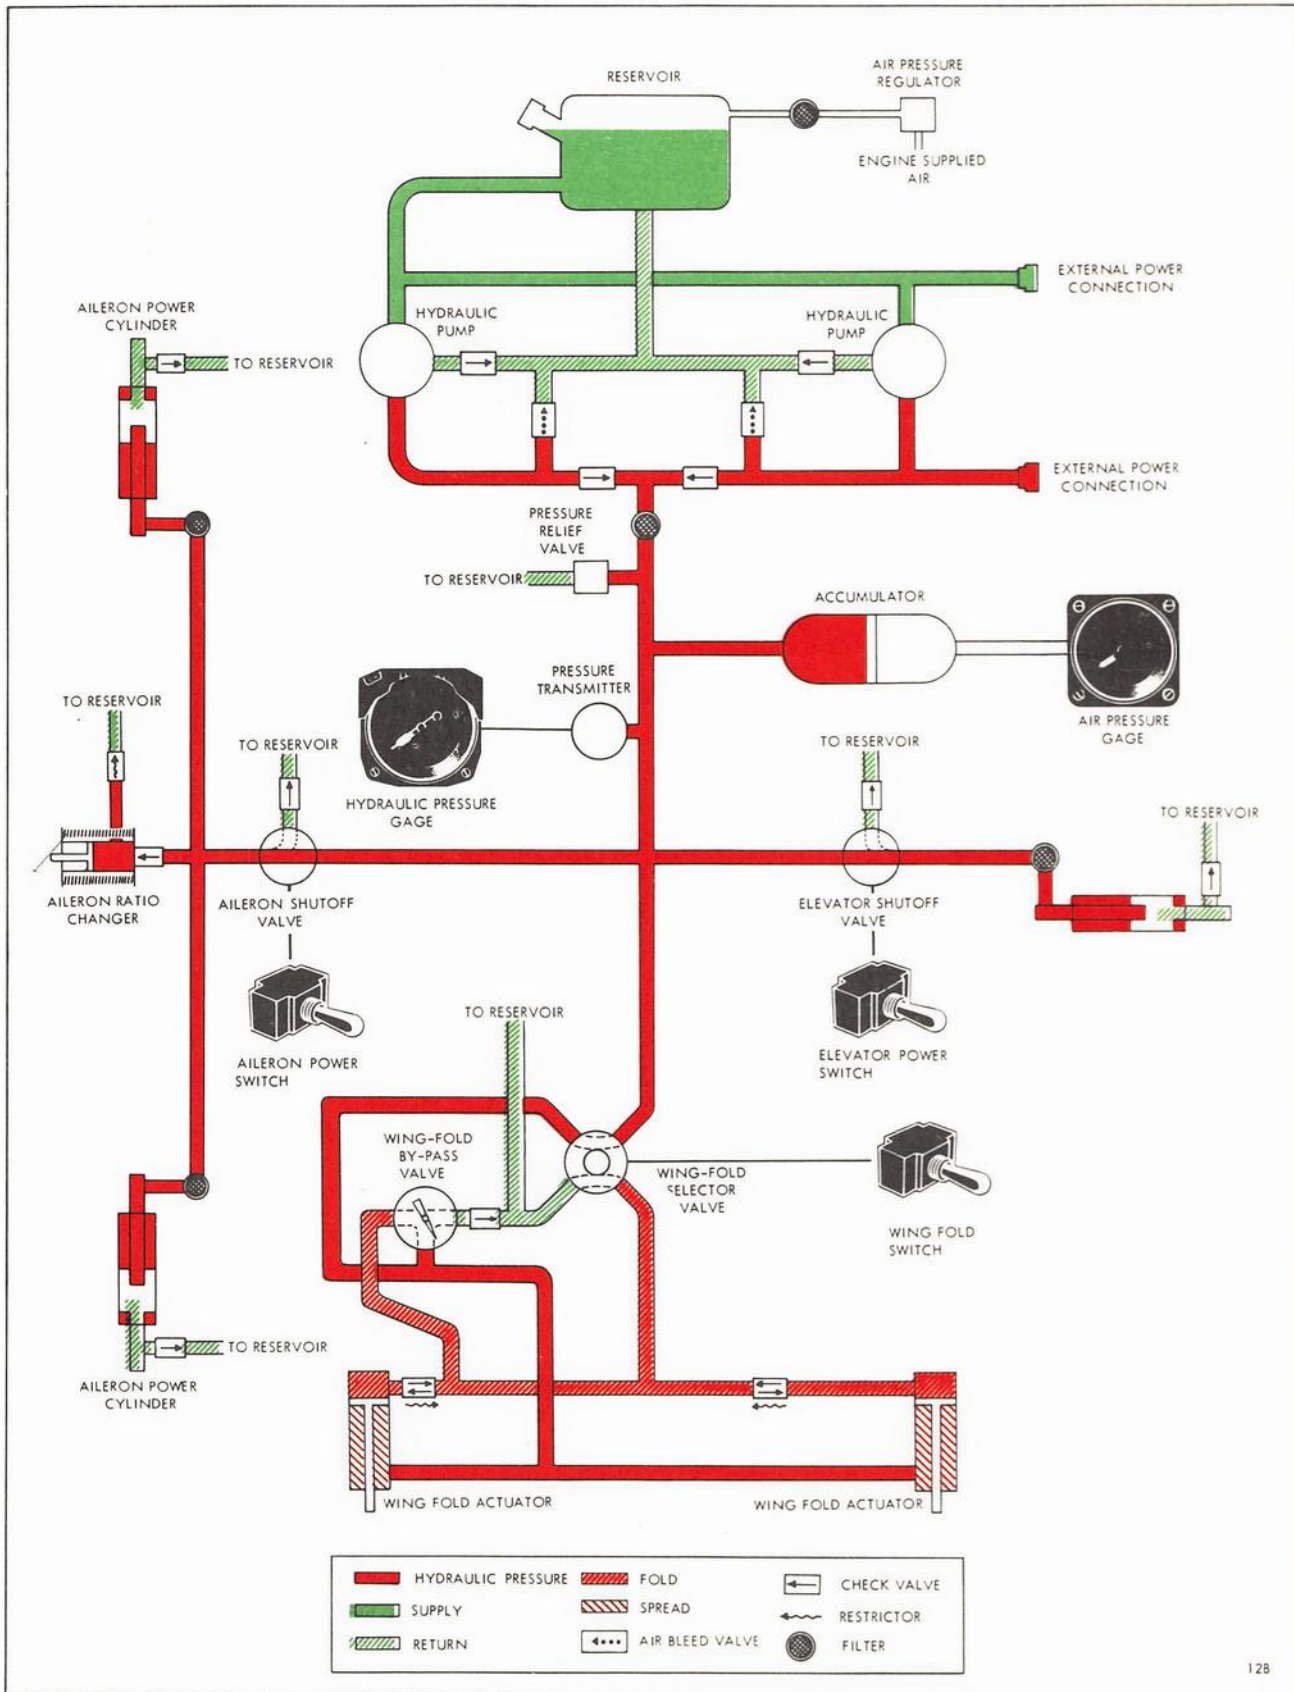 RESERVOIR
AIR PRESSURE
REGULATOR
ENGINE SUPPLIED
AIR
EXTERNAL POWER
CONNECTION
AILERON POWER
CYLINDER
HYDRAULIC
PUMP
HYDRAULIC
PUMP
TO RESERVOIR
EXTERNAL POWER
CONNECTION
PRESSURE
RELIEF
VALVE
TO RESERVOIR
ACCUMULATOR
PRESSURE
TRANSMITTER
TO RESERVOIR
AIR PRESSURE
GAGE
TO RESERVOIR
TO RESERVOIR
HYDRAULIC PRESSURE
GAGE
TO RESERVOIR
AILERON RATIO
CHANGER
AILERON SHUTOFF
VALVE
ELEVATOR SHUTOFF
VALVE
TO RESERVOIR
AILERON POWER
SWITCH
ELEVATOR POWER
SWITCH
WING-FOLD
BY-PASS
VALVE
WING-FOLD
SELECTOR
VALVE
WING FOLD
SWITCH
TO RESERVOIR
AILERON POWER
CYLINDER
WING FOLD ACTUATOR
WING FOLD ACTUATOR
HYDRAULIC PRESSURE
FOLD
CHECK VALVE
SUPPLY
SPREAD
RESTRICTOR
RETURN
AIR BLEED VALVE
FILTER
12B